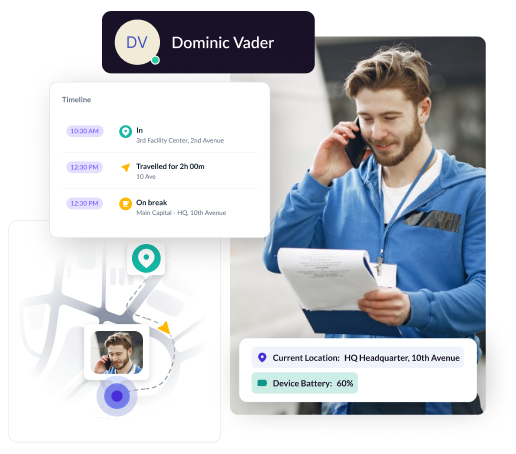 DV
Dominic Vader
Timeline
10:30 AM
In
3rd Facility Center, 2nd Avenue
12:30 PM
Travelled for 2h 00m
10 Ave
12:30 PM
On break
Main Capital - HQ, 10th Avenue
Current Location: HQ Headquarter, 10th Avenue
Device Battery: 60%